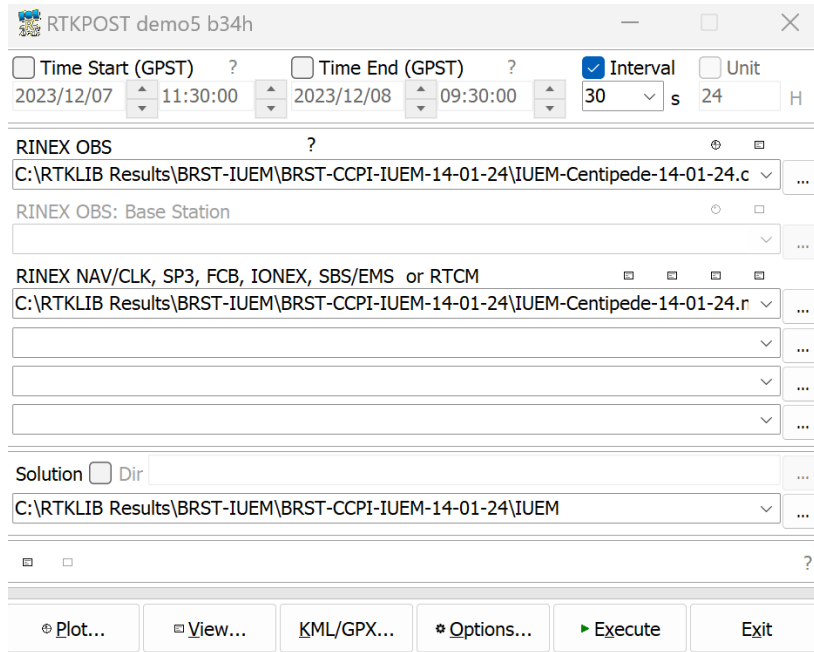 RTKPOST demo5 b34h
Time Start (GPST) ? Time End (GPST) ? Interval Unit
2023/12/07 11:30:00 2023/12/08 09:30:00 30 s 24 H
RINEX OBS ?
C:\RTKLIB Results\BRST-IUEM\BRST-CCPI-IUEM-14-01-24\IUEM-Centipede-14-01-24.c
...
RINEX OBS: Base Station
...
RINEX NAV/CLK, SP3, FCB, IONEX, SBS/EMS or RTCM
C:\RTKLIB Results\BRST-IUEM\BRST-CCPI-IUEM-14-01-24\IUEM-Centipede-14-01-24.n
...
...
...
...
Solution Dir
...
C:\RTKLIB Results\BRST-IUEM\BRST-CCPI-IUEM-14-01-24\IUEM
...
?
Plot... View... KML/GPX... Options... Execute Exit